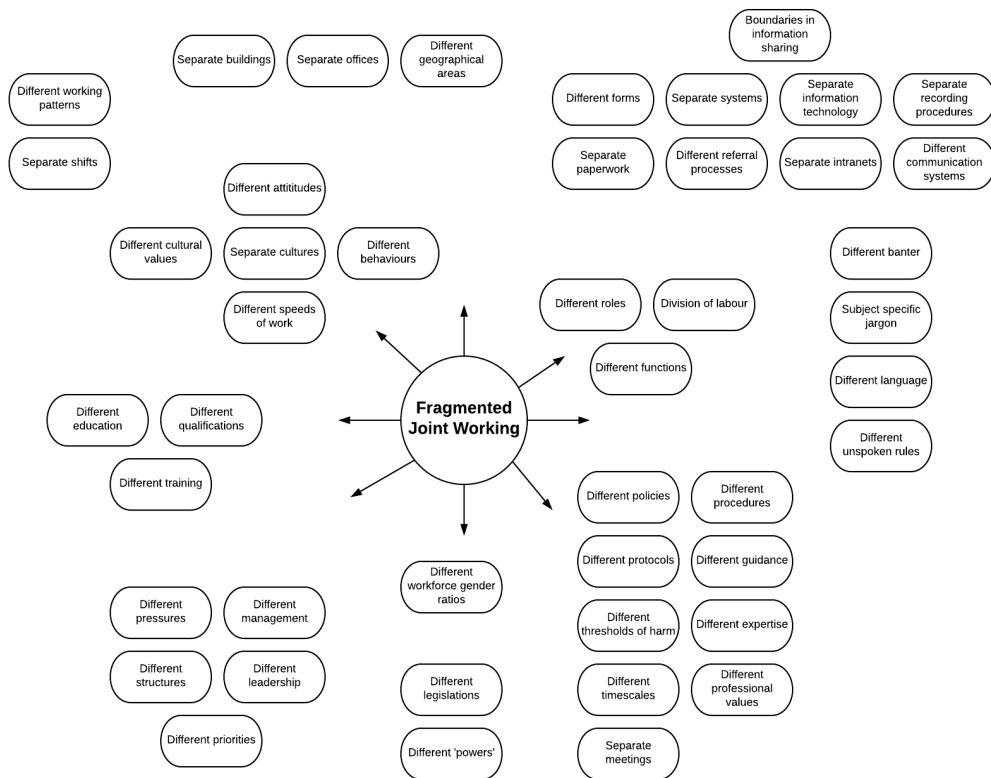 Boundaries in
information
sharing
Separate buildings
Separate offices
Different
geographical
areas
Different working
patterns
Separate shifts
Different forms
Separate systems
Separate
information
technology
Separate
recording
procedures
Separate
paperwork
Different referral
processes
Separate intranets
Different
communication
systems
Different attititudes
Different cultural
values
Separate cultures
Different
behaviours
Different speeds
of work
Different roles
Division of labour
Different functions
Different banter
Subject specific
jargon
Different language
Different
unspoken rules
Fragmented
Joint Working
Different
education
Different
qualifications
Different training
Different policies
Different
procedures
Different protocols
Different guidance
Different
thresholds of harm
Different expertise
Different
timescales
Different
professional
values
Separate
meetings
Different
workforce gender
ratios
Different
legislations
Different 'powers'
Different
pressures
Different
management
Different
structures
Different
leadership
Different priorities